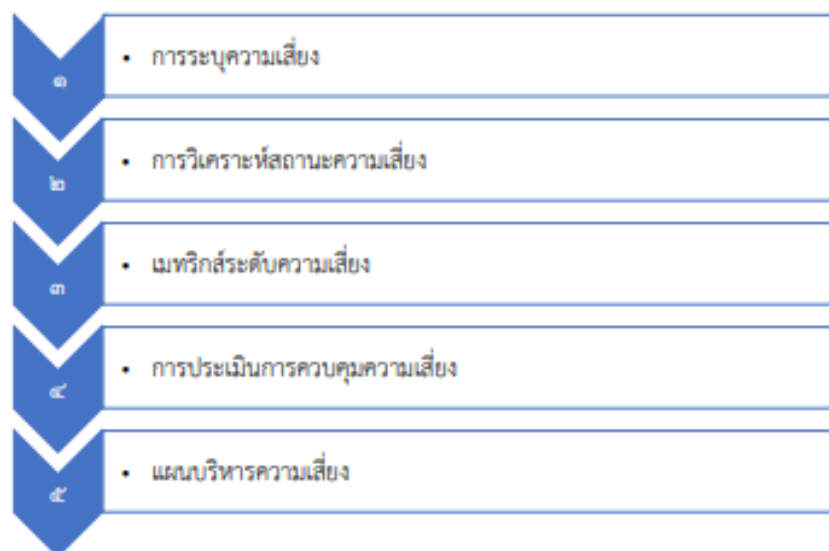 ๑
• การระบุความเสี่ยง
๒
• การวิเคราะห์สถานะความเสี่ยง
๓
• เมทริกส์ระดับความเสี่ยง
๔
• การประเมินการควบคุมความเสี่ยง
๕
• แผนบริหารความเสี่ยง